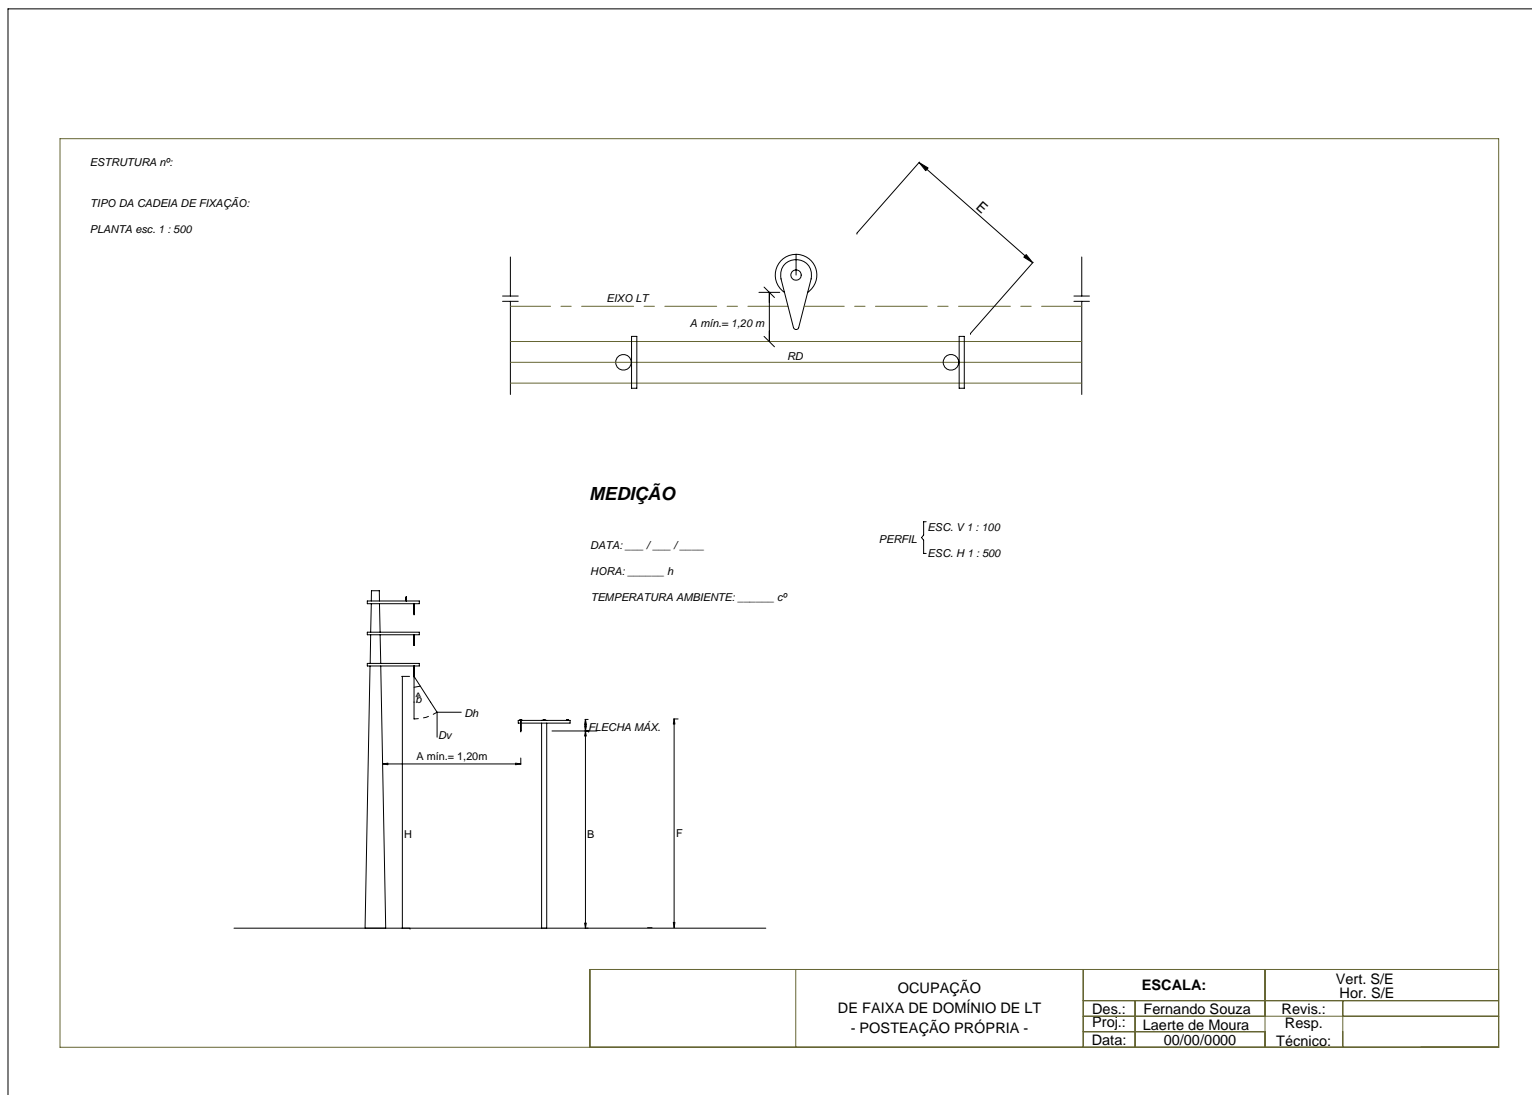 ESTRUTURA nº:
TIPO DA CADEIA DE FIXAÇÃO:
PLANTA esc. 1 : 500
E
EIXO LT
A mín.= 1,20 m
RD
MEDIÇÃO
DATA: ___ / ___ / ____
HORA: ______ h
TEMPERATURA AMBIENTE: ______ cº
PERFIL
ESC. V 1 : 100
ESC. H 1 : 500
Dh
Dv
FLECHA MÁX.
A mín.= 1,20m
H
B
F
OCUPAÇÃO
DE FAIXA DE DOMÍNIO DE LT
- POSTEAÇÃO PRÓPRIA -
ESCALA:
Vert. S/E
Hor. S/E
Des.: Fernando Souza Revis.:
Proj.: Laerte de Moura Resp.
Data: 00/00/0000 Técnico: